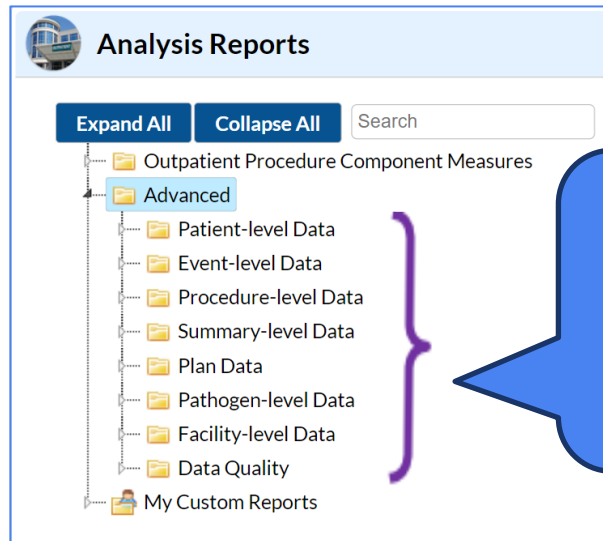 Analysis Reports
Expand All Collapse All Search
Outpatient Procedure Component Measures
Advanced
Patient-level Data
Event-level Data
Procedure-level Data
Summary-level Data
Plan Data
Pathogen-level Data
Facility-level Data
Data Quality
My Custom Reports